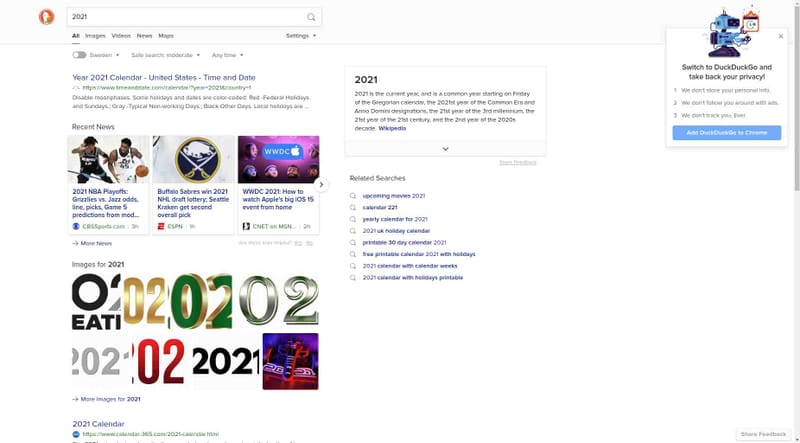 2021
All Images Videos News Maps Settings
Sweden Safe search: moderate Any time
Year 2021 Calendar - United States - Time and Date
https://www.timeanddate.com/calendar/?year=2021&country=1
Disable moonphases. Some holidays and dates are color-coded: Red -Federal Holidays
and Sundays.; Gray -Typical Non-working Days.; Black-Other Days. Local holidays are ...
Recent News
WWDC
2021 NBA Playoffs:
Grizzlies vs. Jazz odds,
line, picks, Game 5
predictions from mod...
CBSSports.com 3h
Buffalo Sabres win 2021
NHL draft lottery; Seattle
Kraken get second
overall pick
ESPN 1h
WWDC 2021: How to
watch Apple's big iOS 15
event from home
CNET on MSN... 2h
More News
Are these links helpful? Yes No
Images for 2021
EATI
202
02
2021
More Images for 2021
2021 Calendar
https://www.calendar-365.com/2021-calendar.html
2021
2021 is the current year, and is a common year starting on Friday
of the Gregorian calendar, the 2021st year of the Common Era and
Anno Domini designations, the 21st year of the 3rd millennium, the
21st year of the 21st century, and the 2nd year of the 2020s
decade. Wikipedia
Share Feedback
Related Searches
upcoming movies 2021
calendar 221
yearly calendar for 2021
2021 uk holiday calendar
printable 30 day calendar 2021
free printable calendar 2021 with holidays
2021 calendar with calendar weeks
2021 calendar with holidays printable
Switch to DuckDuckGo and
take back your privacy!
1 We don't store your personal info.
2 We don't follow you around with ads.
3 We don't track you. Ever.
Add DuckDuckGo to Chrome
Share Feedback